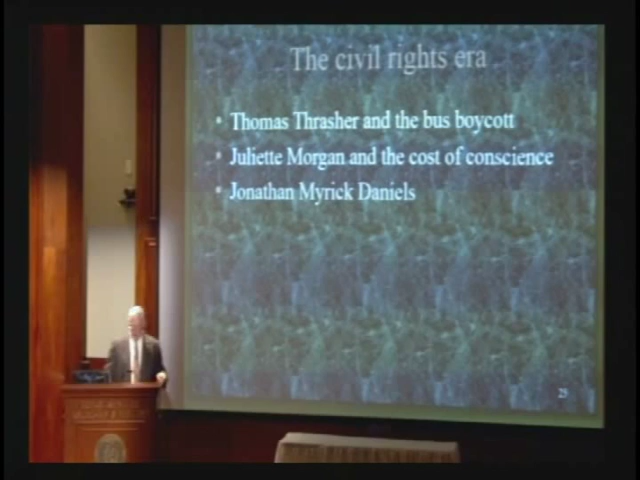 The civil rights era
• Thomas Thrasher and the bus boycott
• Juliette Morgan and the cost of conscience
• Jonathan Myrick Daniels